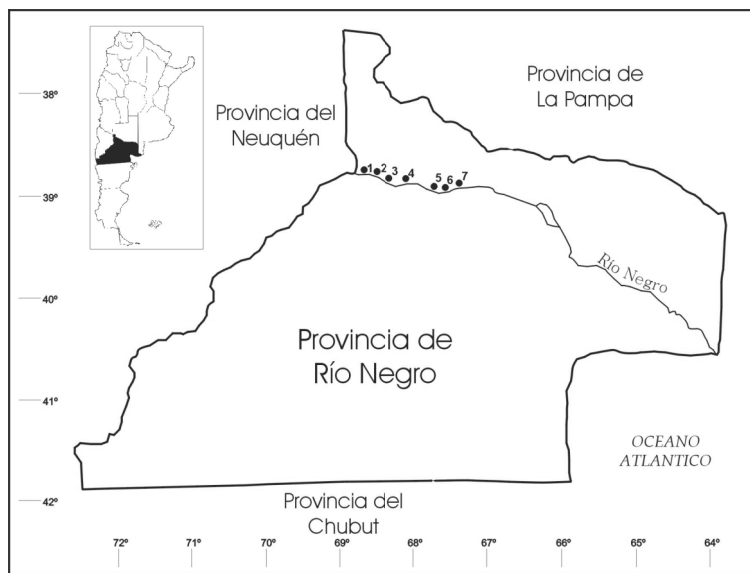 Provincia de
La Pampa
Provincia del
Neuquén
38º
39º
40º
41º
42º
1
2
3
4
5
6
7
Río Negro
Provincia de
Río Negro
OCEANO
ATLANTICO
Provincia del
Chubut
72º
71º
70º
69º
68º
67º
66º
65º
64º